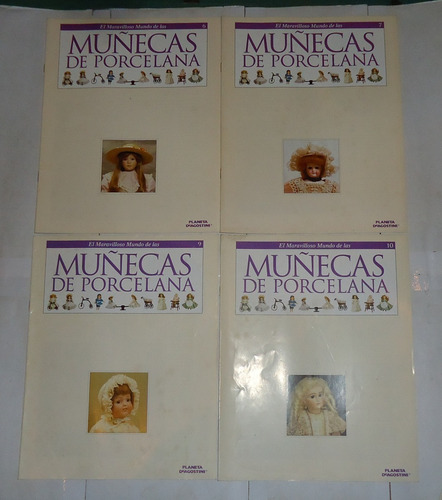 El Maravilloso Mundo de las 6
MUÑECAS
DE PORCELANA
PLANETA
DeAGOSTINI
El Maravilloso Mundo de las 7
MUÑECAS
DE PORCELANA
PLANETA
DeAGOSTINI
El Maravilloso Mundo de las 9
MUÑECAS
DE PORCELANA
PLANETA
DeAGOSTINI
El Maravilloso Mundo de las 10
MUÑECAS
DE PORCELANA
PLANETA
DeAGOSTINI